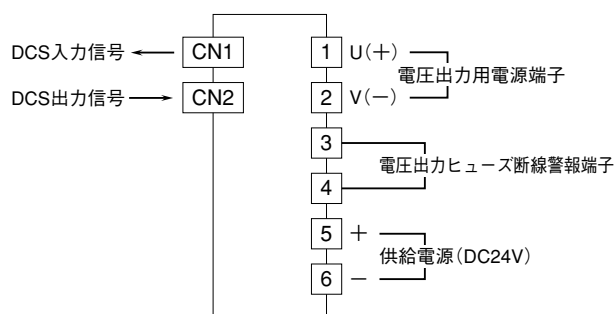 DCS入力信号 CN1 1 U(+)
電圧出力用電源端子
DCS出力信号 CN2 2 V(−)
3
電圧出力ヒューズ断線警報端子
4
5 +
供給電源(DC24V)
6 −